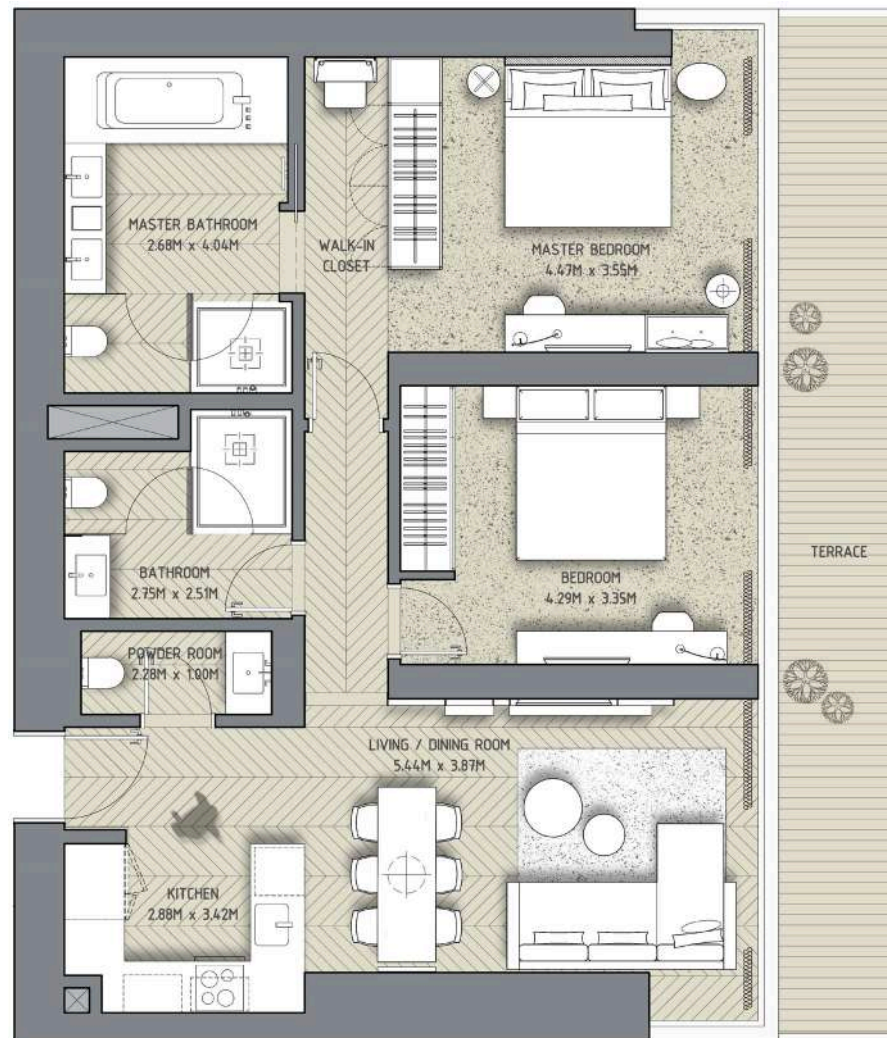 MASTER BATHROOM
2.68M x 4.04M
WALK-IN
CLOSET
MASTER BEDROOM
4.47M x 3.55M
BATHROOM
2.75M x 2.51M
BEDROOM
4.29M x 3.35M
TERRACE
POWDER ROOM
2.28M x 1.00M
LIVING / DINING ROOM
5.44M x 3.87M
KITCHEN
2.88M x 3.42M